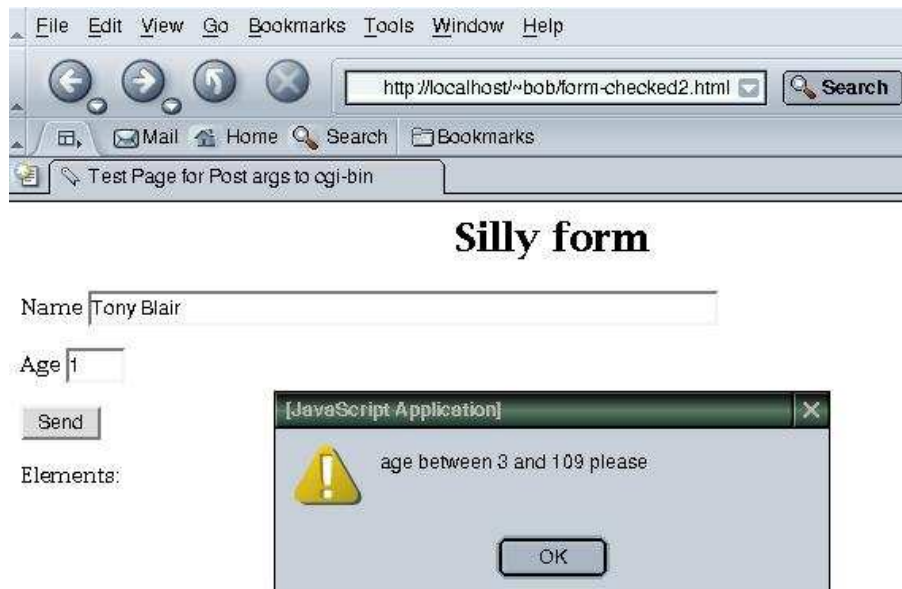 File Edit View Go Bookmarks Tools Window Help
http://localhost/~bob/form-checked2.html Search
Mail Home Search Bookmarks
Test Page for Post args to cgi-bin
Silly form
Name Tony Blair
Age 1
Send
[JavaScript Application]
age between 3 and 109 please
Elements:
OK